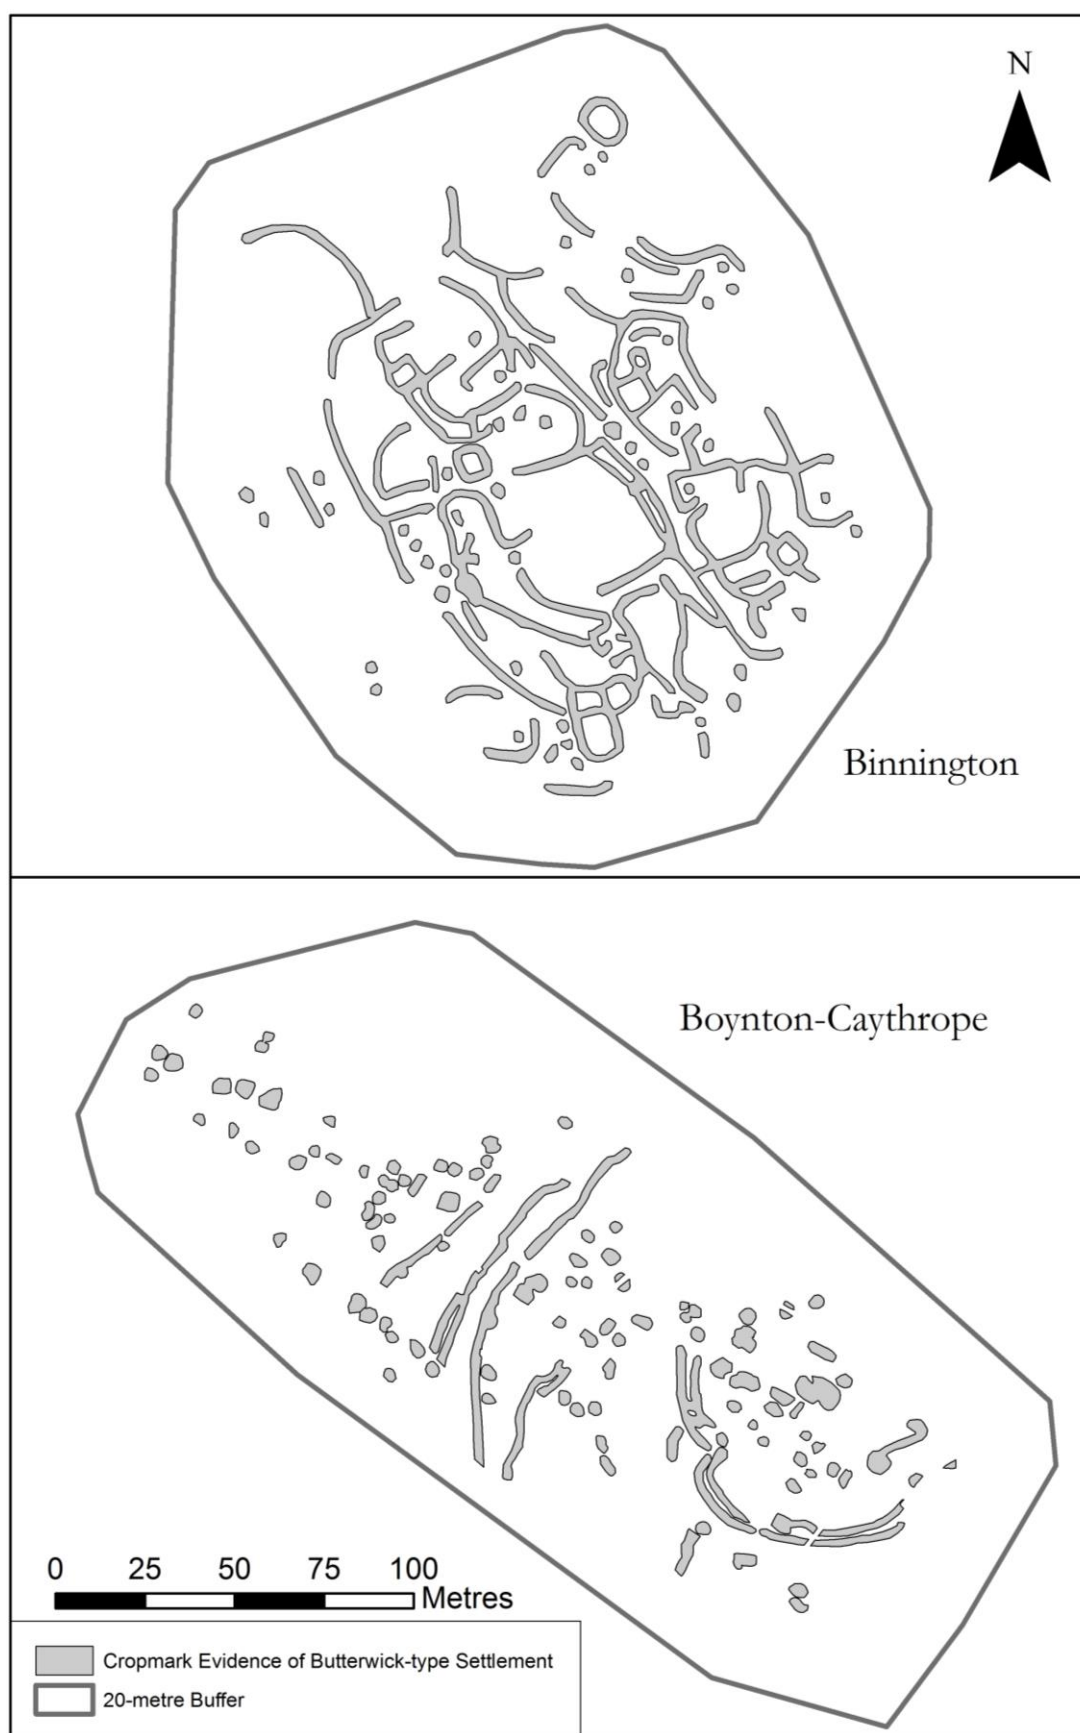 N
Binnington
Boynton-Caythrope
0 25 50 75 100
Metres
Cropmark Evidence of Butterwick-type Settlement
20-metre Buffer